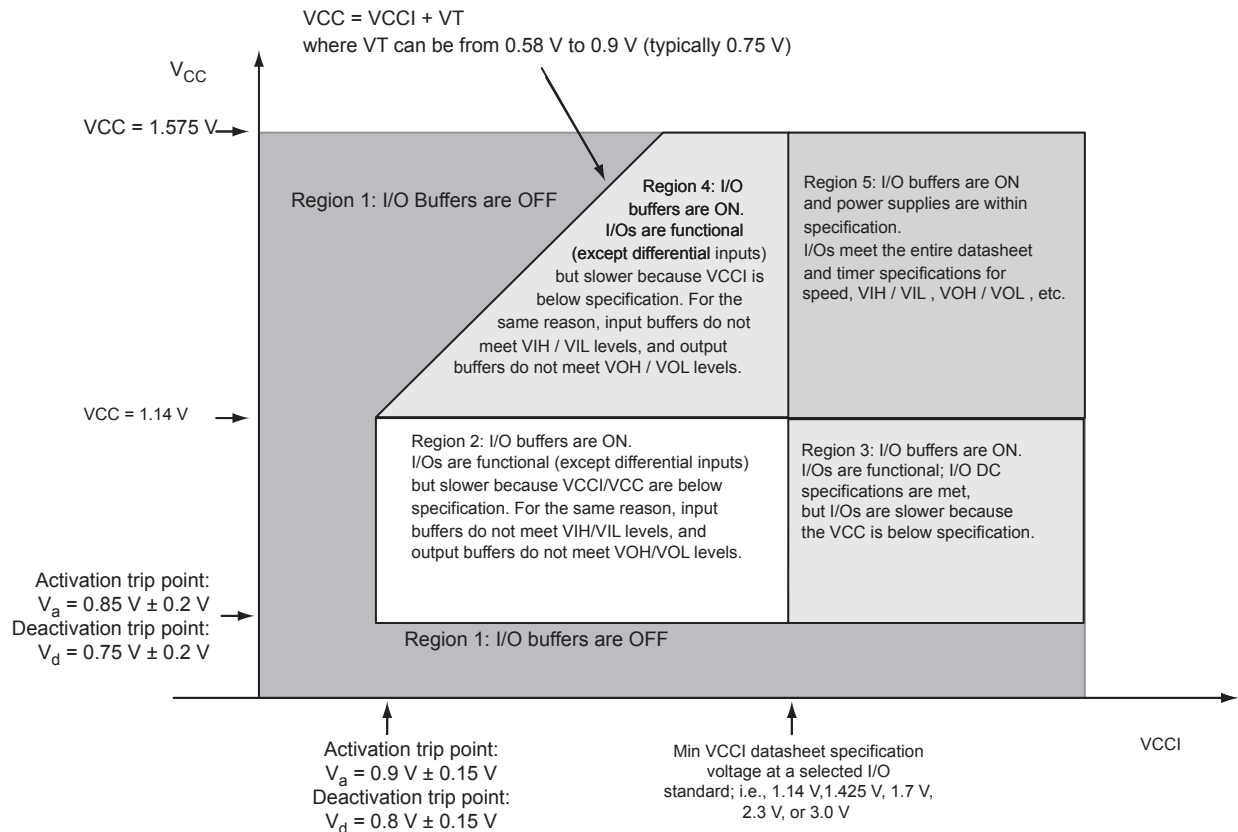 VCC = VCCI + VT
where VT can be from 0.58 V to 0.9 V (typically 0.75 V)
VCC
VCC = 1.575 V
Region 1: I/O Buffers are OFF
Region 4: I/O
buffers are ON.
I/Os are functional
(except differential inputs)
but slower because VCCI is
below specification. For the
same reason, input buffers do not
meet VIH / VIL levels, and output
buffers do not meet VOH / VOL levels.
Region 5: I/O buffers are ON
and power supplies are within
specification.
I/Os meet the entire datasheet
and timer specifications for
speed, VIH / VIL , VOH / VOL , etc.
VCC = 1.14 V
Region 2: I/O buffers are ON.
I/Os are functional (except differential inputs)
but slower because VCCI/VCC are below
specification. For the same reason, input
buffers do not meet VIH/VIL levels, and
output buffers do not meet VOH/VOL levels.
Region 3: I/O buffers are ON.
I/Os are functional; I/O DC
specifications are met,
but I/Os are slower because
the VCC is below specification.
Activation trip point:
Va = 0.85 V ± 0.2 V
Deactivation trip point:
Vd = 0.75 V ± 0.2 V
Region 1: I/O buffers are OFF
Activation trip point:
Va = 0.9 V ± 0.15 V
Deactivation trip point:
Vd = 0.8 V ± 0.15 V
Min VCCI datasheet specification
voltage at a selected I/O
standard; i.e., 1.14 V,1.425 V, 1.7 V,
2.3 V, or 3.0 V
VCCI